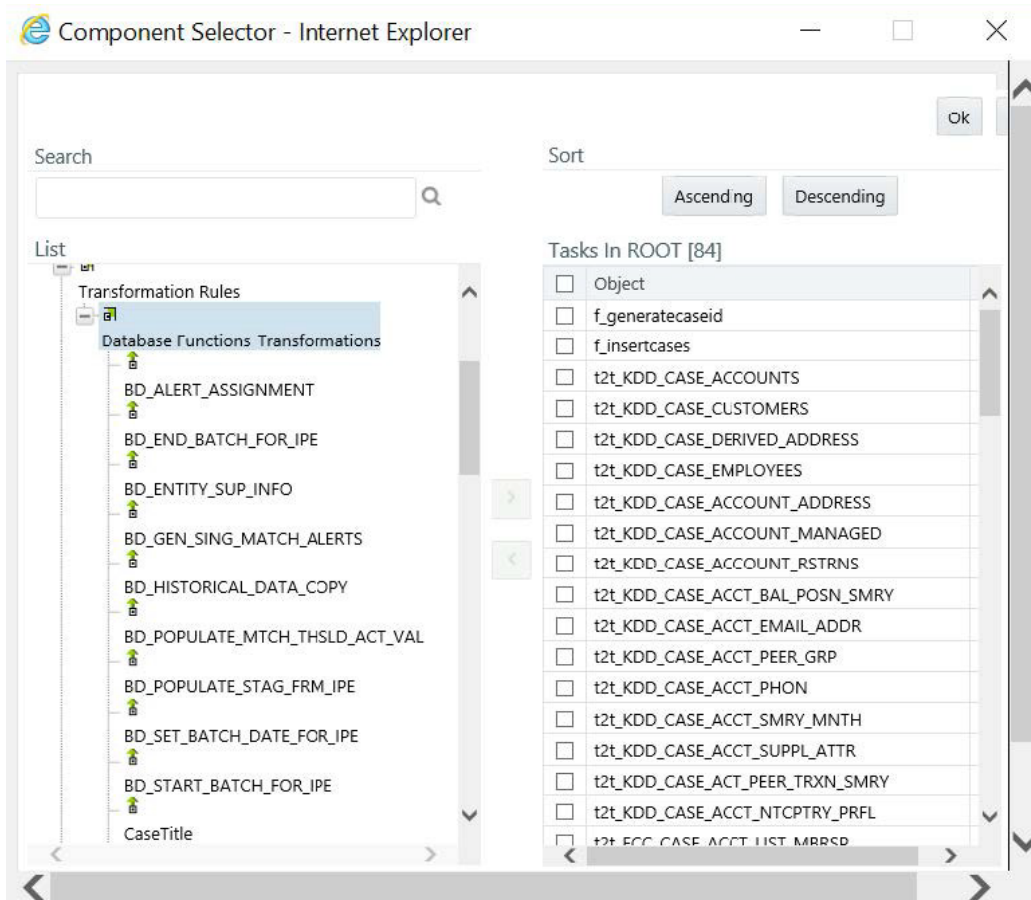 Component Selector - Internet Explorer
Ok
Search
Sort
Ascending Descending
List
Tasks In ROOT [84]
Transformation Rules
Database Functions Transformations
BD_ALERT_ASSIGNMENT
BD_END_BATCH_FOR_IPE
BD_ENTITY_SUP_INFO
BD_GEN_SING_MATCH_ALERTS
BD_HISTORICAL_DATA_COPY
BD_POPULATE_MTCH_THSLD_ACT_VAL
BD_POPULATE_STAG_FRM_IPE
BD_SET_BATCH_DATE_FOR_IPE
BD_START_BATCH_FOR_IPE
CaseTitle
Object
f_generatecaseid
f_insertcases
t2t_KDD_CASE_ACCOUNTS
t2t_KDD_CASE_CUSTOMERS
t2t_KDD_CASE_DERIVED_ADDRESS
t2t_KDD_CASE_EMPLOYEES
t2t_KDD_CASE_ACCOUNT_ADDRESS
t2t_KDD_CASE_ACCOUNT_MANAGED
t2t_KDD_CASE_ACCOUNT_RSTRNS
t2t_KDD_CASE_ACCT_BAL_POSN_SMRY
t2t_KDD_CASE_ACCT_EMAIL_ADDR
t2t_KDD_CASE_ACCT_PEER_GRP
t2t_KDD_CASE_ACCT_PHON
t2t_KDD_CASE_ACCT_SMRY_MNTH
t2t_KDD_CASE_ACCT_SUPPL_ATTR
t2t_KDD_CASE_ACT_PEER_TRXN_SMRY
t2t_KDD_CASE_ACCT_NTCPTRY_PRFL